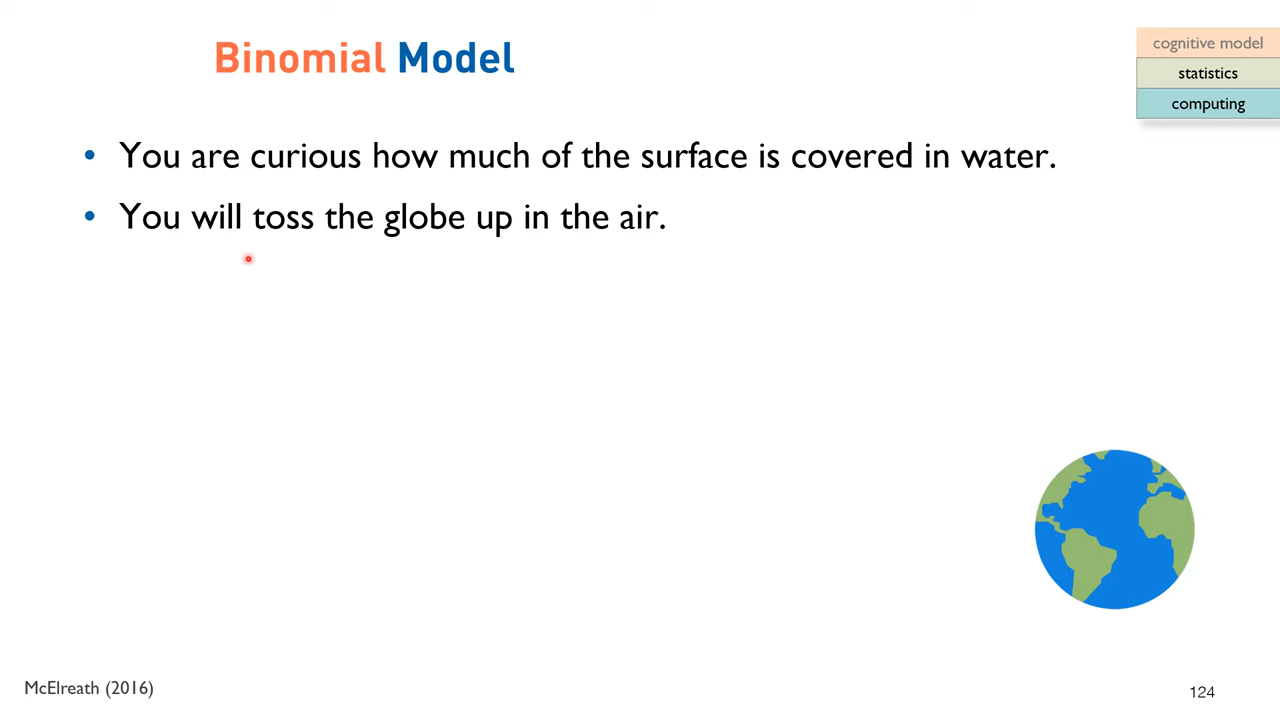 Binomial Model
cognitive model
statistics
computing
• You are curious how much of the surface is covered in water.
• You will toss the globe up in the air.
McElreath (2016)
124